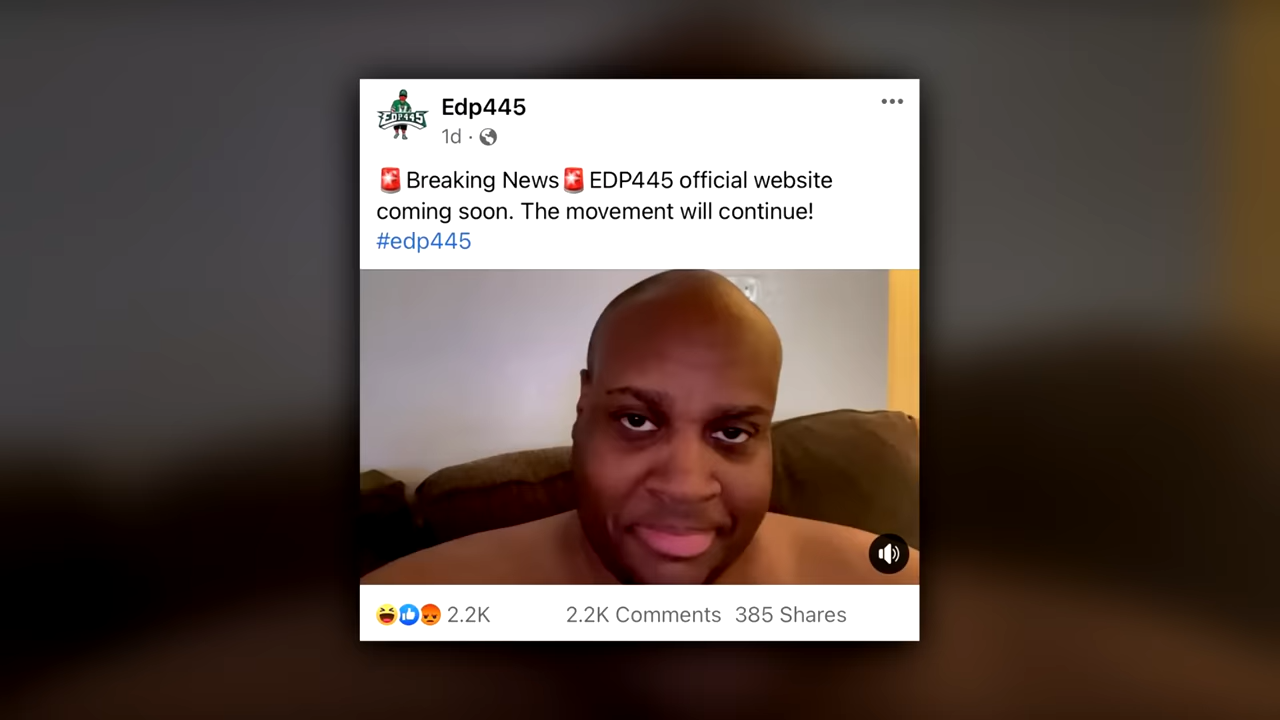 EDP445
Edp445
1d ·
🚨Breaking News🚨EDP445 official website
coming soon. The movement will continue!
#edp445
2.2K
2.2K Comments
385 Shares